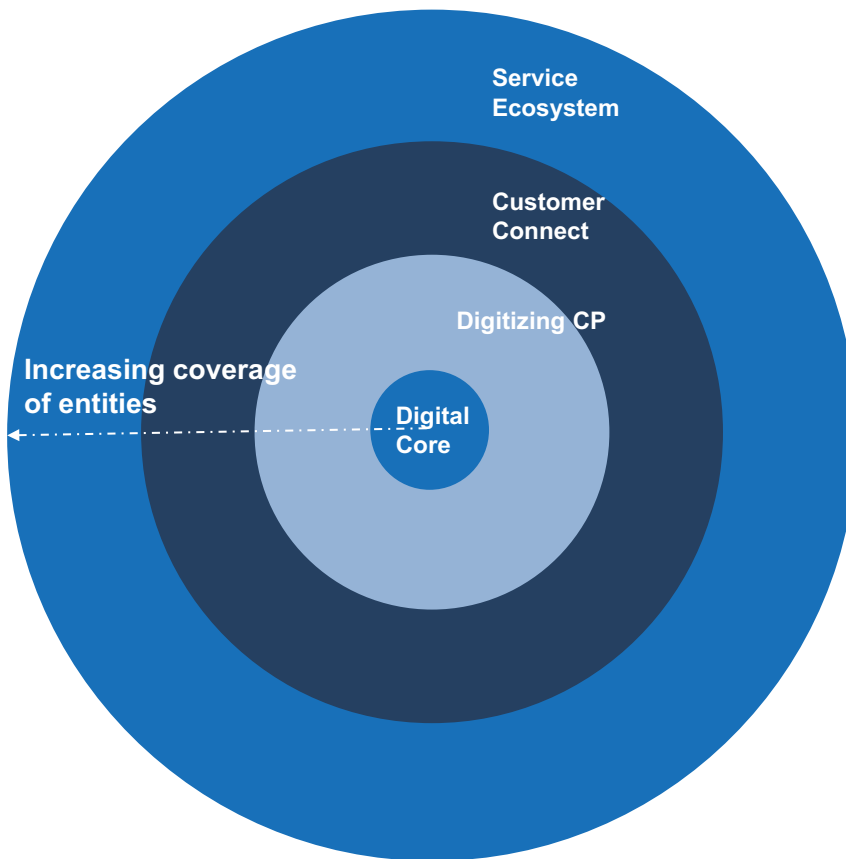 Service
Ecosystem
Customer
Connect
Digitizing CP
Increasing coverage
of entities
Digital
Core